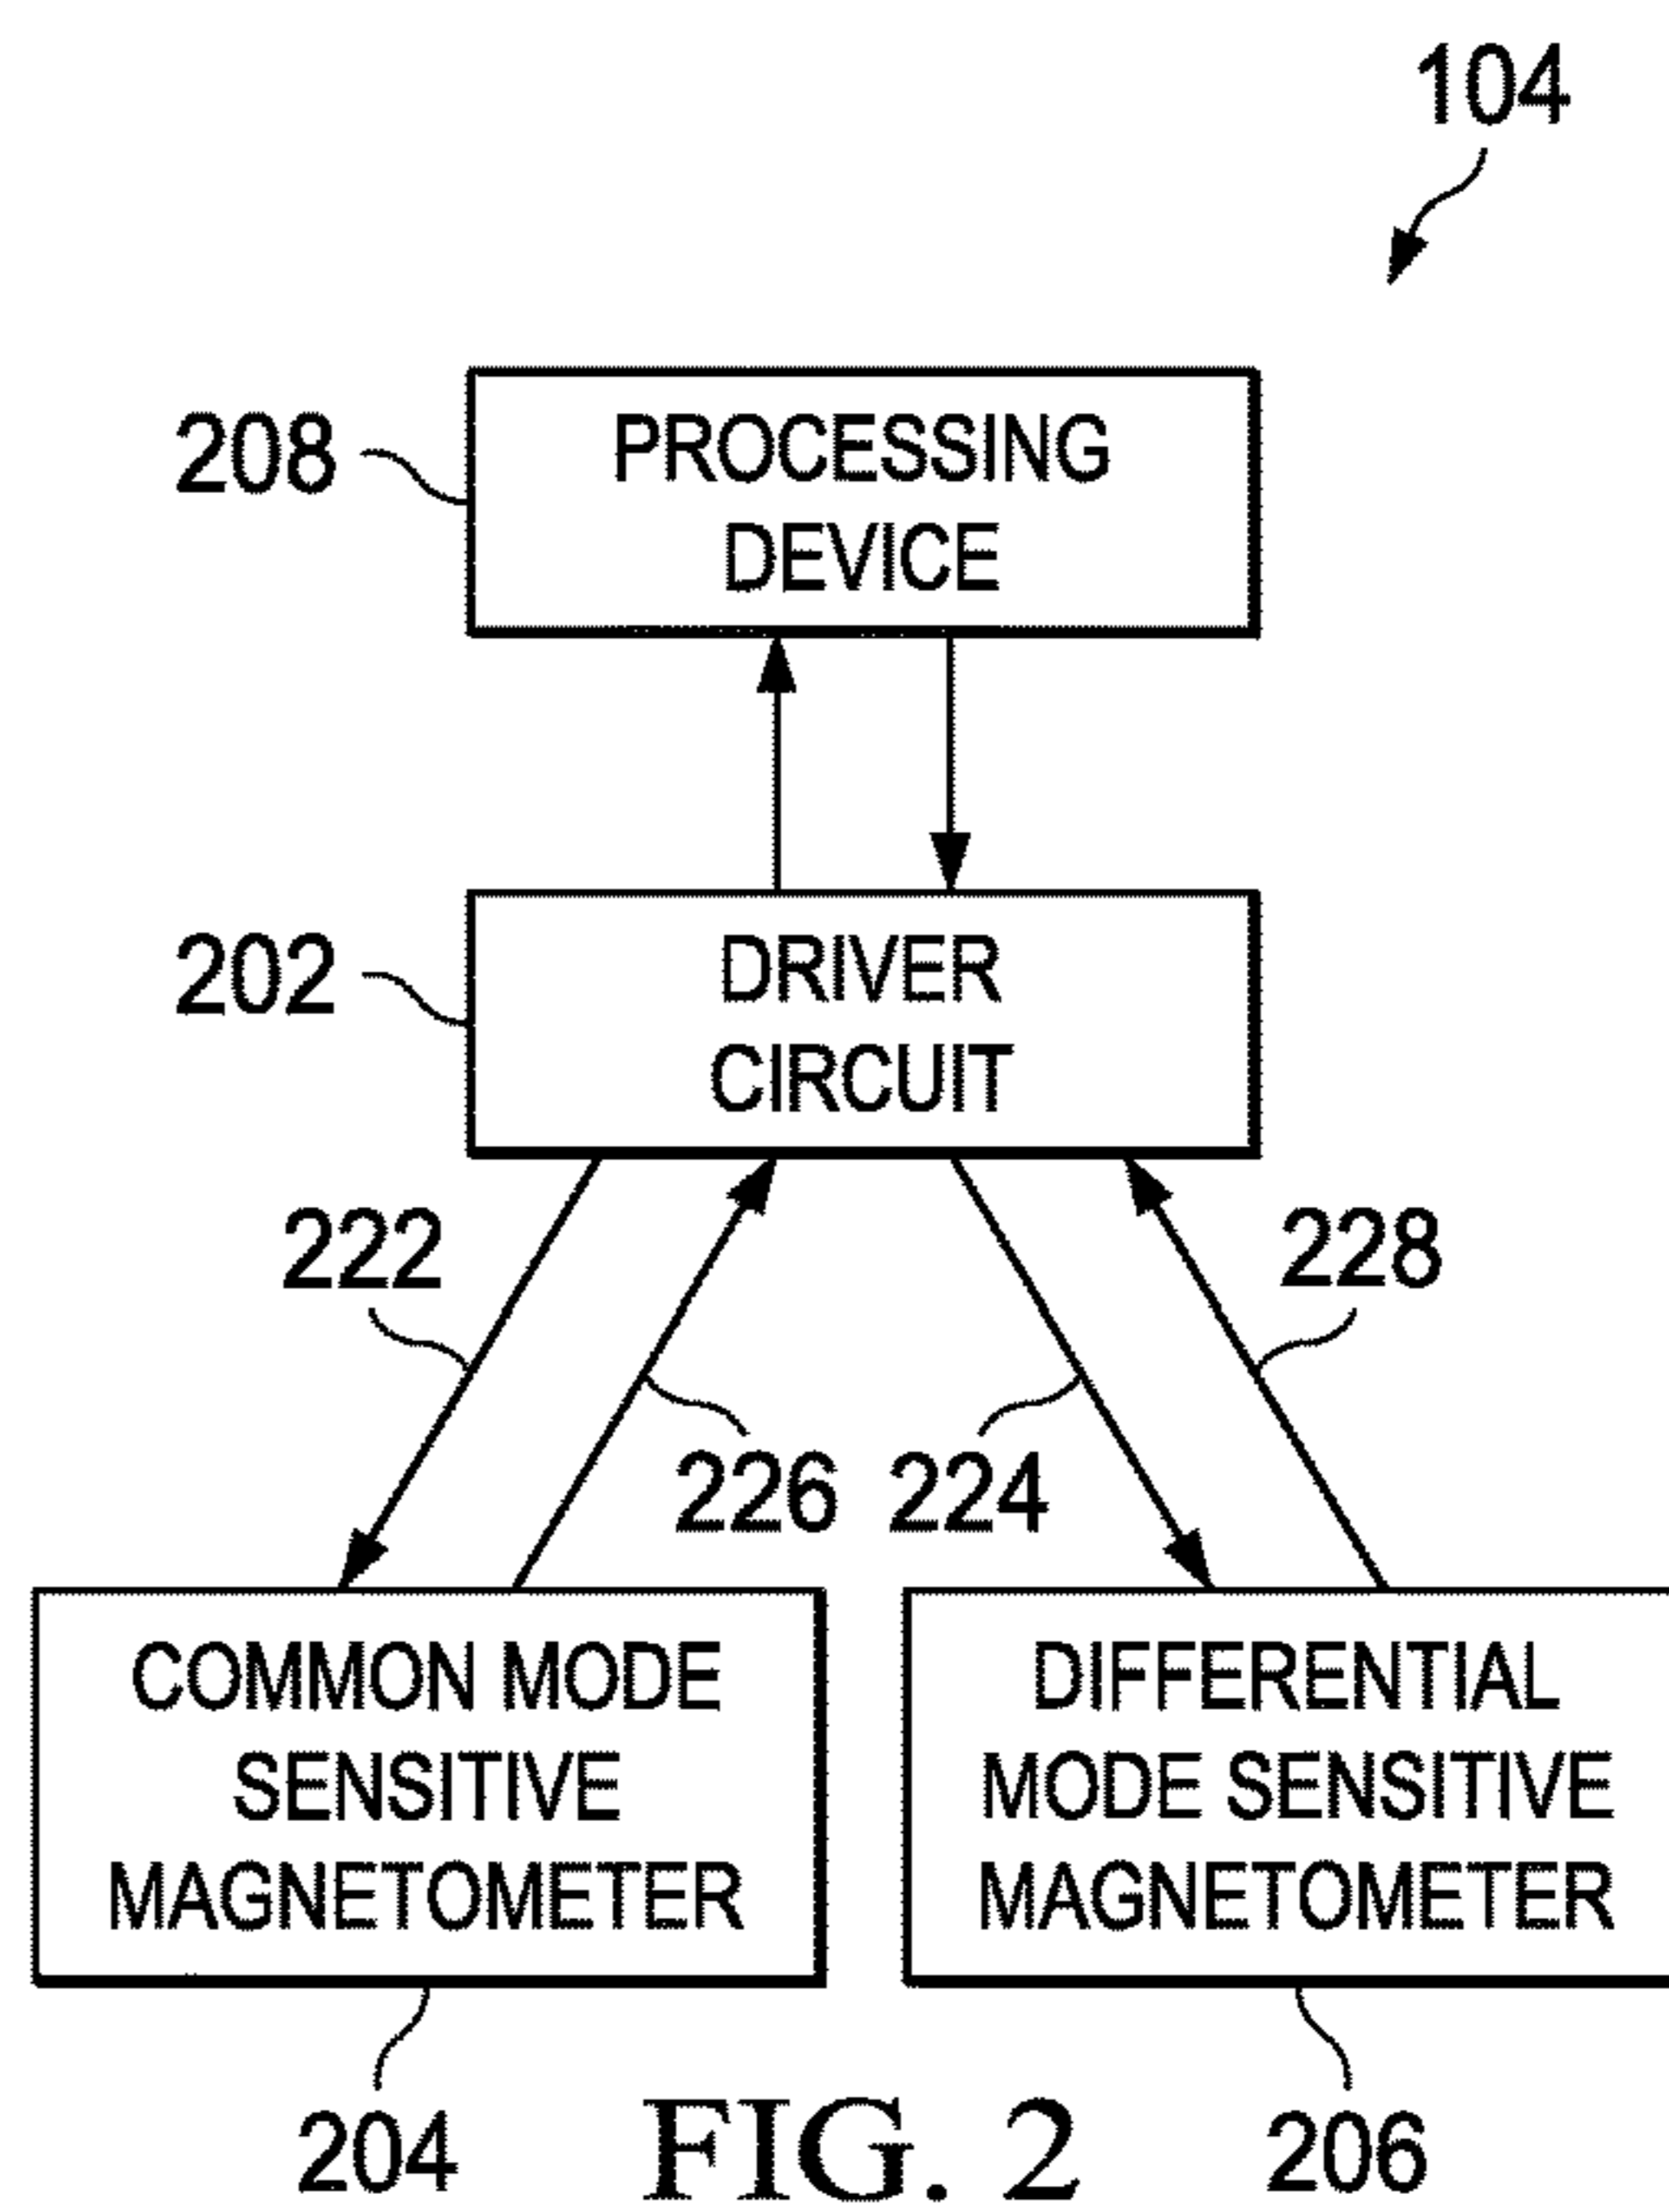 104
208
PROCESSING
DEVICE
202
DRIVER
CIRCUIT
222
228
226
224
COMMON MODE
SENSITIVE
MAGNETOMETER
DIFFERENTIAL
MODE SENSITIVE
MAGNETOMETER
204
206
FIG. 2